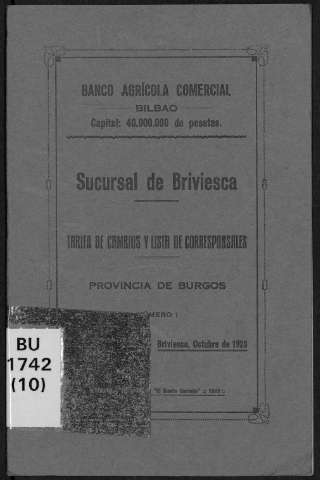 BANCO AGRÍCOLA COMERCIAL
BILBAO
Capital: 40.000.000 de pesetas.
Sucursal de Briviesca
TARIFA DE CAMBIOS Y LISTA DE CORRESPONSALES
PROVINCIA DE BURGOS
Briviesca, Octubre de 1923
BU
1742
(10)